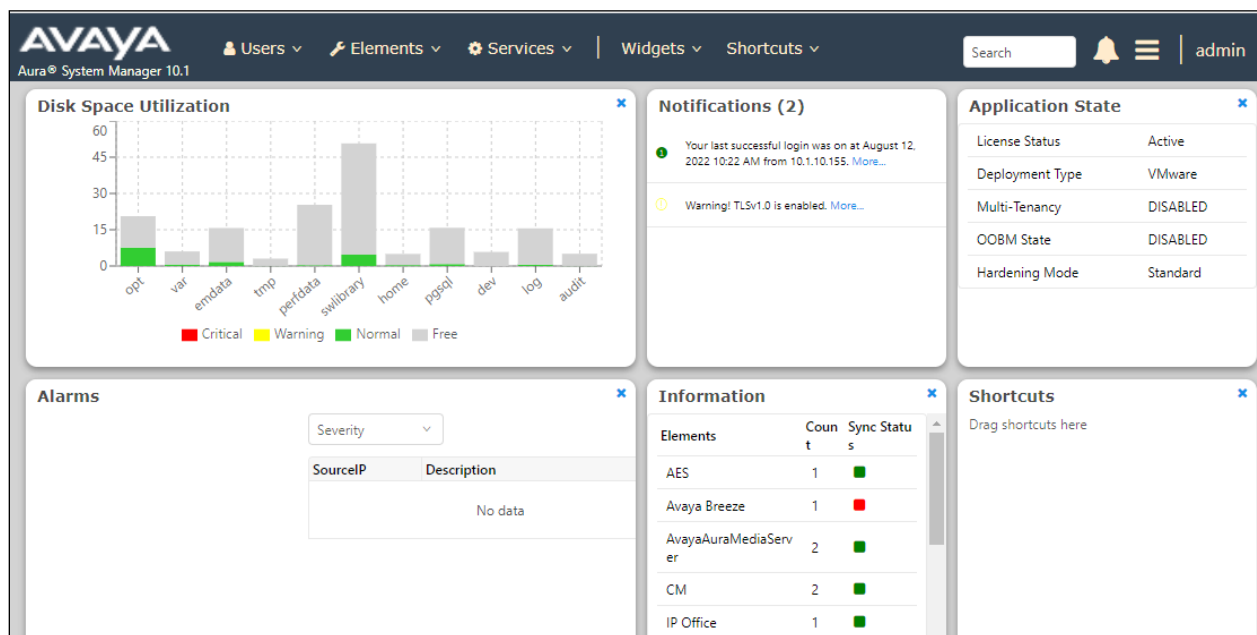 AVAYA
Aura® System Manager 10.1
Users
Elements
Services
Widgets
Shortcuts
Search
admin
Disk Space Utilization
60
45
30
15
0
opt
var
emdata
tmp
perfdata
swlibrary
home
pgsql
dev
log
audit
Critical
Warning
Normal
Free
Notifications (2)
Your last successful login was on at August 12,
2022 10:22 AM from 10.1.10.155. More...
Warning! TLSv1.0 is enabled. More...
Application State
License Status Active
Deployment Type VMware
Multi-Tenancy DISABLED
OOBM State DISABLED
Hardening Mode Standard
Alarms
Severity
SourceIP Description
No data
Information
Elements Coun Sync Statu
t s
AES 1
Avaya Breeze 1
AvayaAuraMediaServ
er 2
CM 2
IP Office 1
Shortcuts
Drag shortcuts here